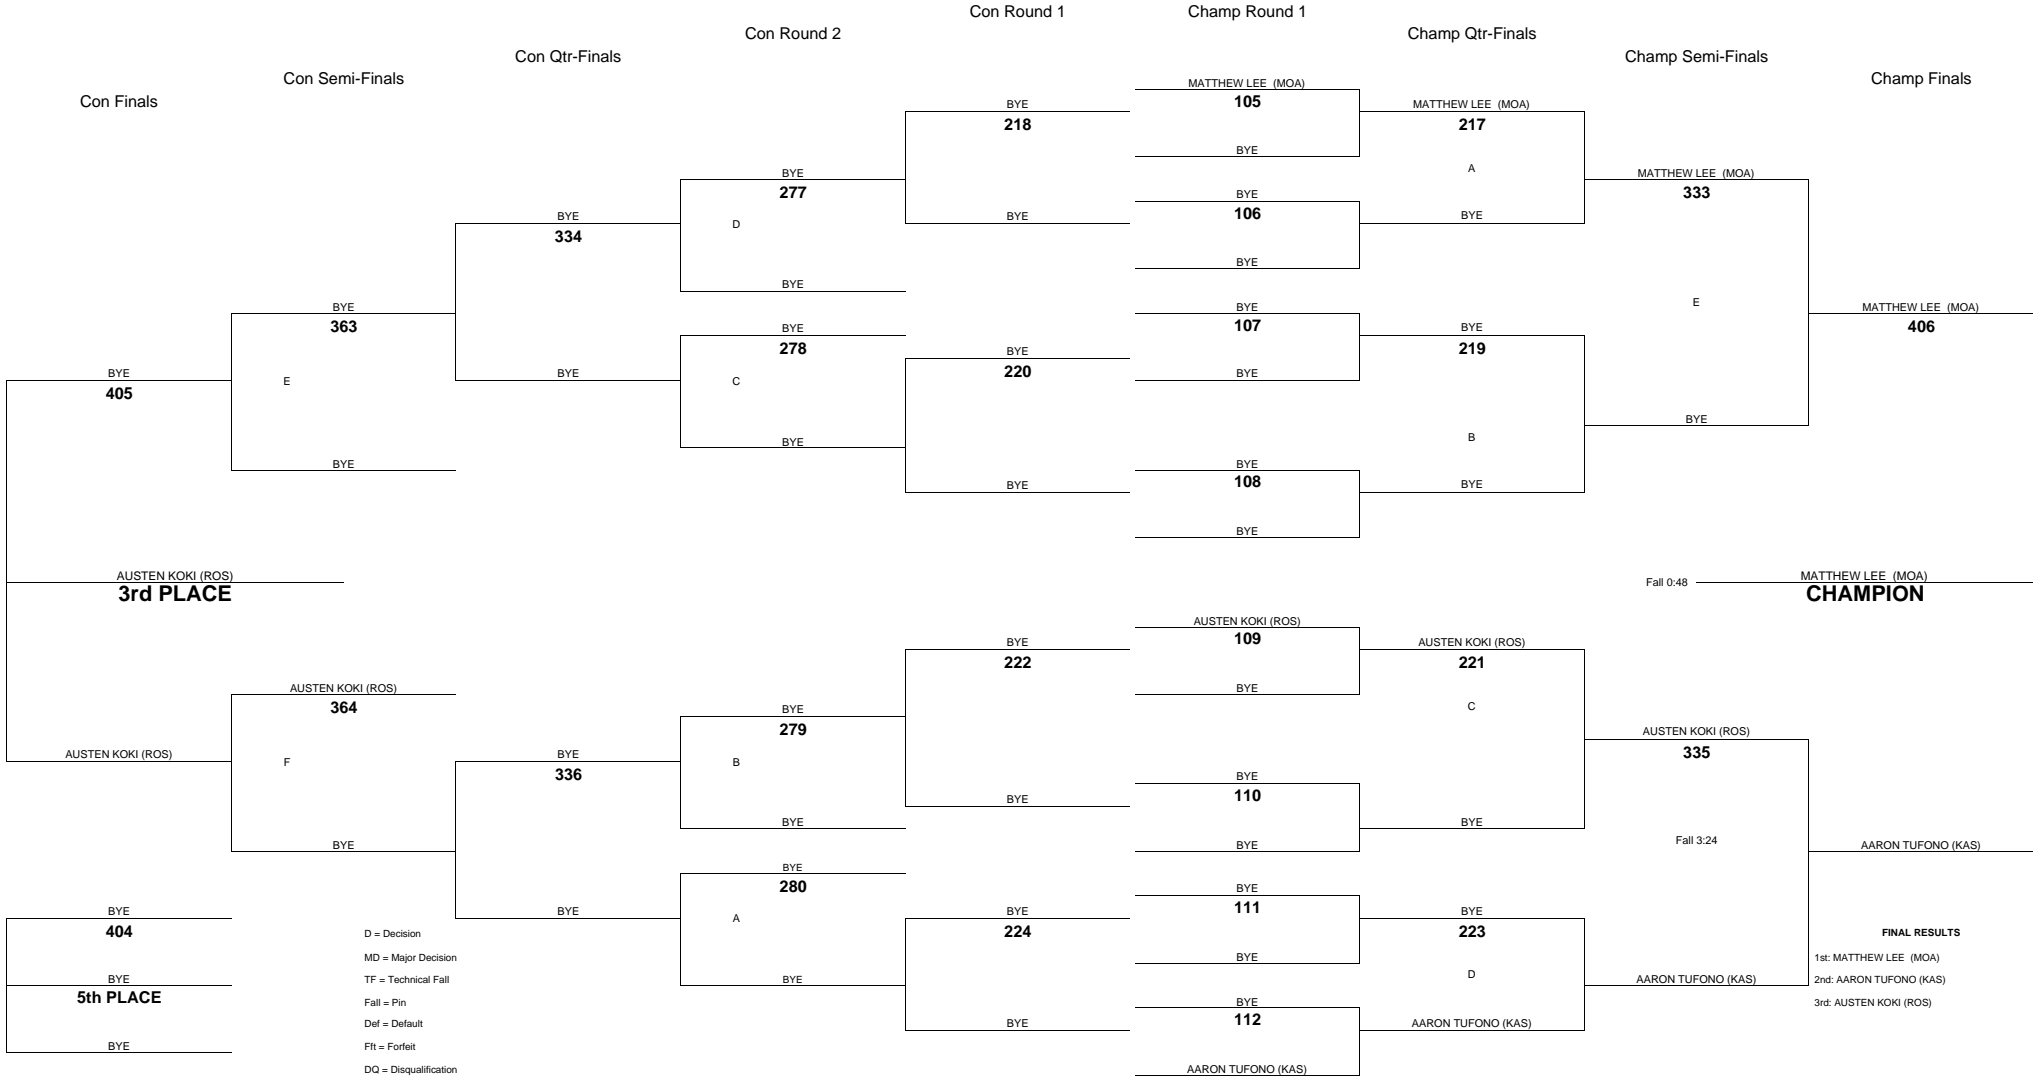 Con Round 1
Champ Round 1
Con Round 2
Champ Qtr-Finals
Con Qtr-Finals
Champ Semi-Finals
Con Semi-Finals
Champ Finals
Con Finals
MATTHEW LEE  (MOA)
105
BYE
218
MATTHEW LEE  (MOA)
217
BYE
A
BYE
277
MATTHEW LEE  (MOA)
333
BYE
106
BYE
334
D
BYE
BYE
BYE
BYE
E
BYE
363
BYE
107
MATTHEW LEE  (MOA)
406
BYE
278
BYE
219
BYE
220
BYE
405
E
BYE
C
BYE
BYE
B
BYE
BYE
BYE
BYE
108
BYE
BYE
BYE
AUSTEN KOKI (ROS)
3rd PLACE
Fall 0:48
MATTHEW LEE  (MOA)
CHAMPION
AUSTEN KOKI (ROS)
109
BYE
222
AUSTEN KOKI (ROS)
221
AUSTEN KOKI (ROS)
364
BYE
C
BYE
279
AUSTEN KOKI (ROS)
335
AUSTEN KOKI (ROS)
F
BYE
336
B
BYE
110
BYE
BYE
BYE
BYE
BYE
Fall 3:24
AARON TUFONO (KAS)
BYE
280
BYE
111
BYE
404
BYE
A
BYE
224
BYE
223
D = Decision
FINAL RESULTS
MD = Major Decision
BYE
1st: MATTHEW LEE  (MOA)
BYE
5th PLACE
TF = Technical Fall
BYE
D
AARON TUFONO (KAS)
2nd: AARON TUFONO (KAS)
Fall = Pin
BYE
112
3rd: AUSTEN KOKI (ROS)
Def = Default
BYE
AARON TUFONO (KAS)
BYE
Fft = Forfeit
DQ = Disqualification
AARON TUFONO (KAS)